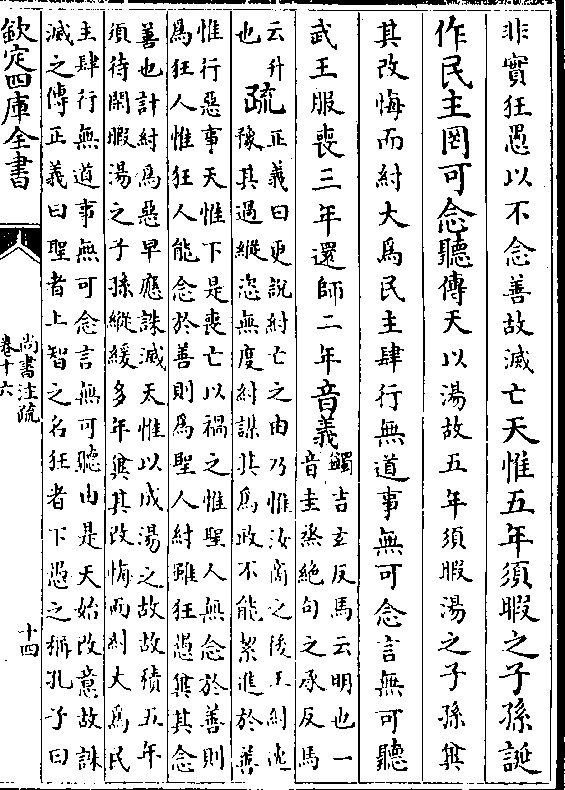 非實狂愚以不念善故滅亡天惟五年須暇之子孫誕
作民主罔可念聽傳天以湯故五年須暇湯之子孫兾
其改悔而紂大爲民主肆行無道事無可念言無可聽
武王服喪三年還師二年音義
蠲吉玄反馬云明也一
音圭烝絶句之承反馬
云升
也
疏
正義曰更説紂亡之由乃惟汝商之後王紂逸
豫其過縱恣無度紂謀其爲政不能絜進於善
惟行惡事天惟下是喪亡以禍之惟聖人無念於善則
爲狂人惟狂人能念於善則爲聖人紂雖狂愚兾其念
善也計紂爲惡早應誅滅天惟以成湯之故故積五年
須待閑暇湯之子孫縱緩多年兾其改悔而紂大爲民
主肆行無道事無可念言無可聽由是天始改意故誅
滅之傳正義曰聖者上智之名狂者下愚之稱孔子曰
欽定四庫全書
尚書注疏
卷十六
十四